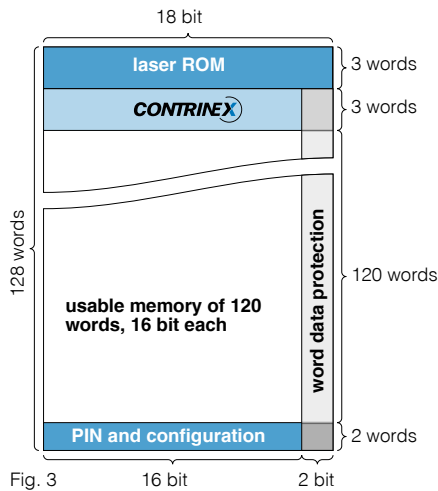 18 bit
laser ROM
3 words
CONTRINEX
3 words
128 words
word data protection
120 words
usable memory of 120
words, 16 bit each
PIN and configuration
2 words
Fig. 3
16 bit
2 bit